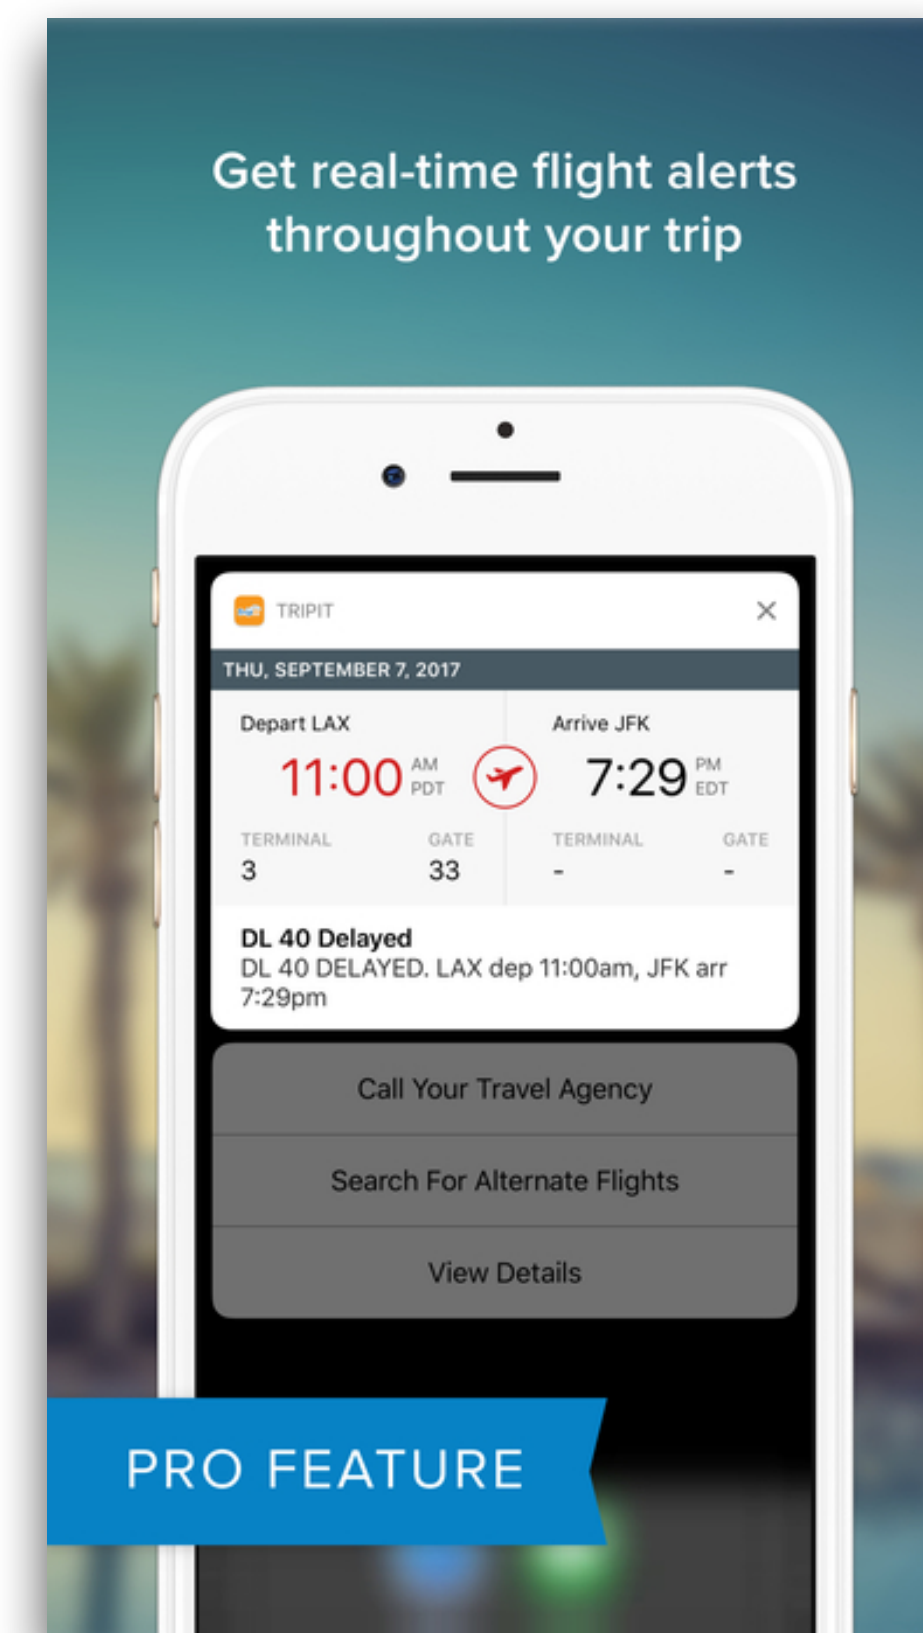 Get real-time flight alerts
throughout your trip
TRIPIT
THU, SEPTEMBER 7, 2017
Depart LAX
Arrive JFK
11:00 AM PDT
7:29 PM EDT
TERMINAL GATE TERMINAL GATE
3 33 - -
DL 40 Delayed
DL 40 DELAYED. LAX dep 11:00am, JFK arr
7:29pm
Call Your Travel Agency
Search For Alternate Flights
View Details
PRO FEATURE